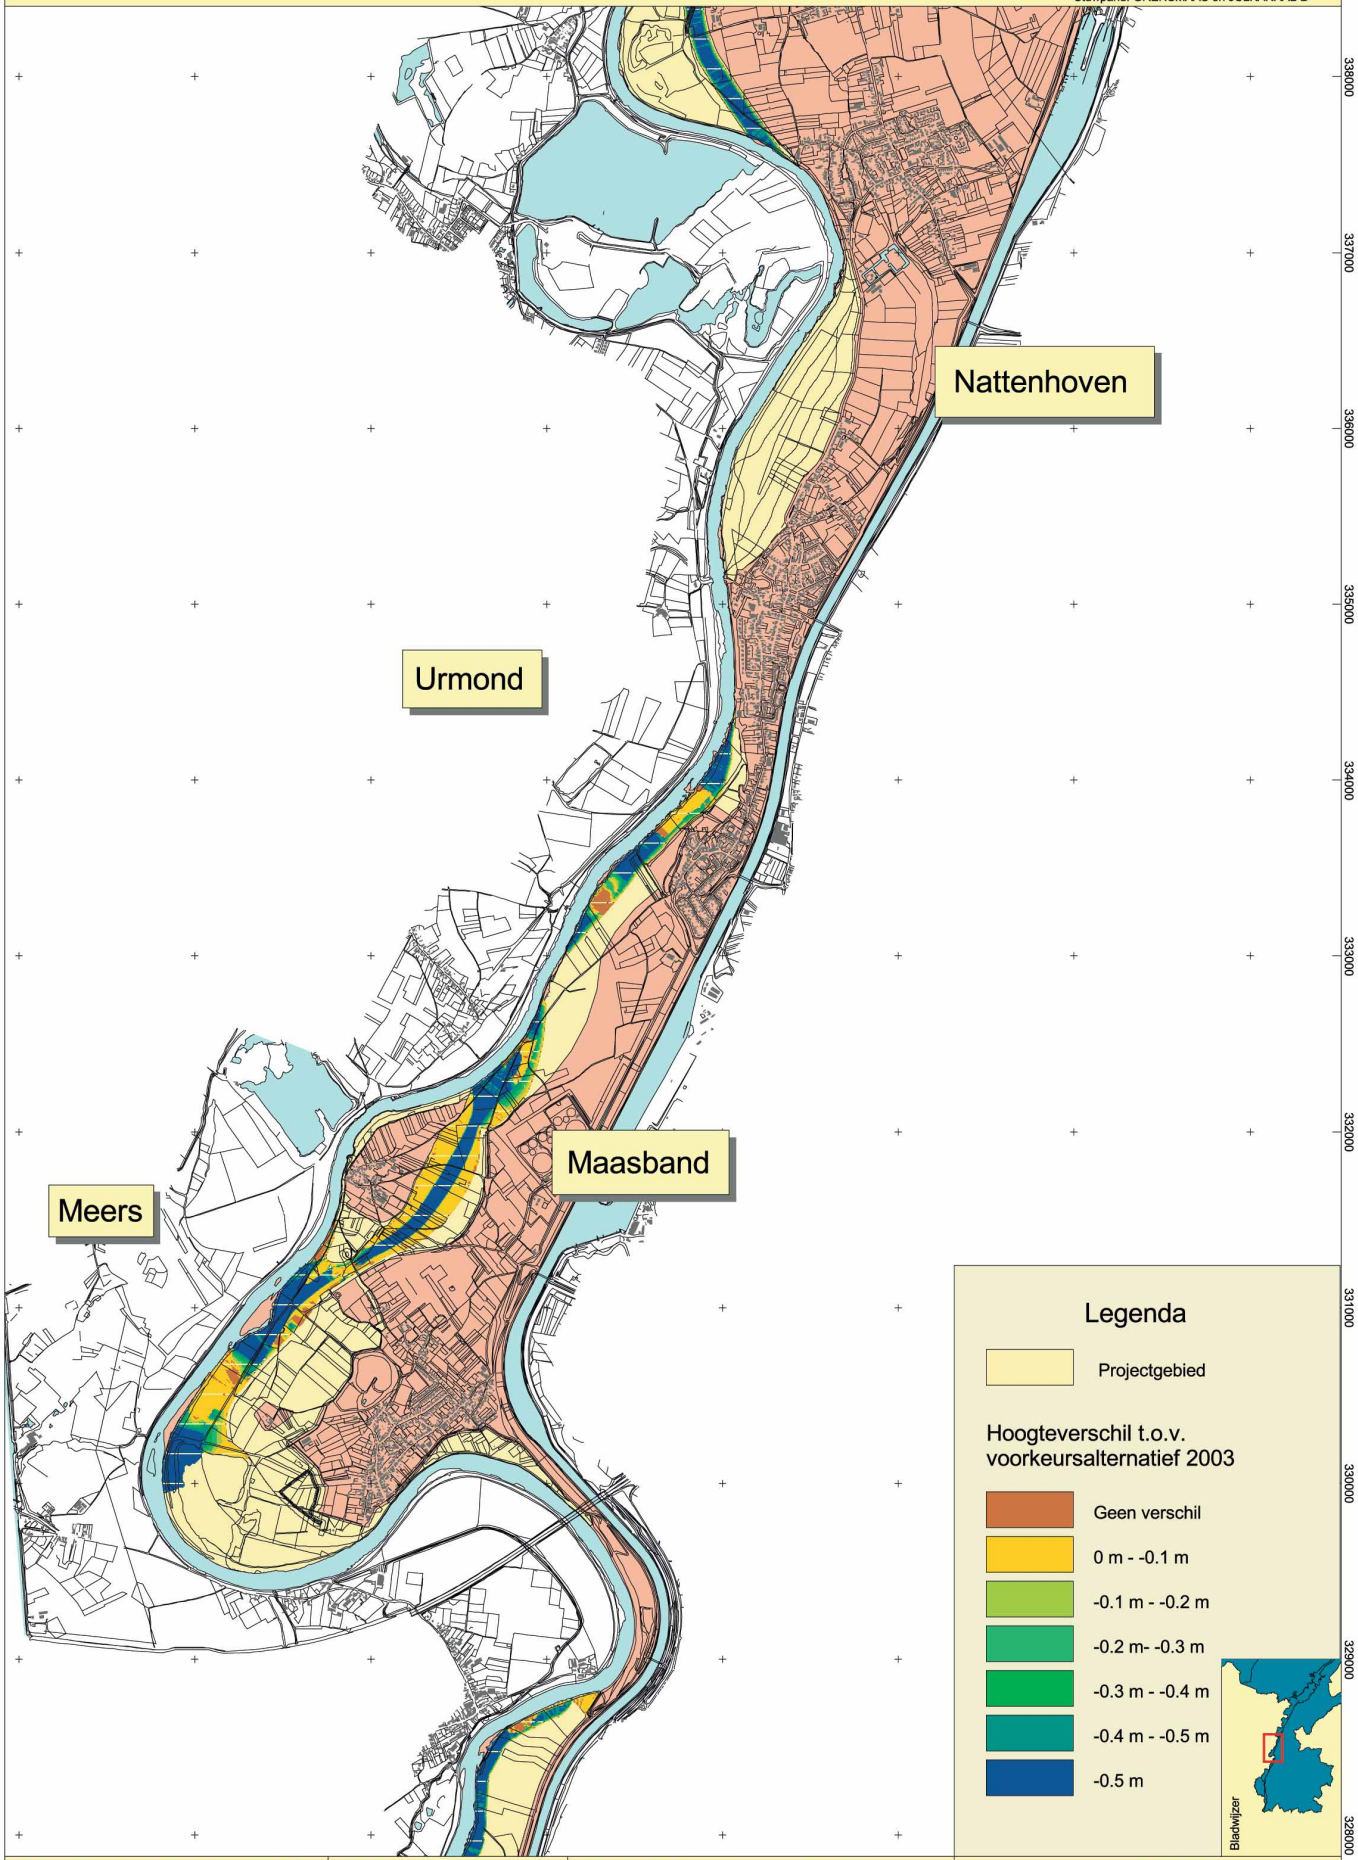 338000
337000
Nattenhoven
336000
335000
Urmond
334000
333000
332000
Maasband
Meers
331000
Legenda
Projectgebied
Hoogteverschil t.o.v.
voorkeursalternatief 2003
330000
Geen verschil
0 m - -0.1 m
-0.1 m - -0.2 m
-0.2 m- -0.3 m
329000
-0.3 m - -0.4 m
-0.4 m - -0.5 m
-0.5 m
Bladwijzer
328000